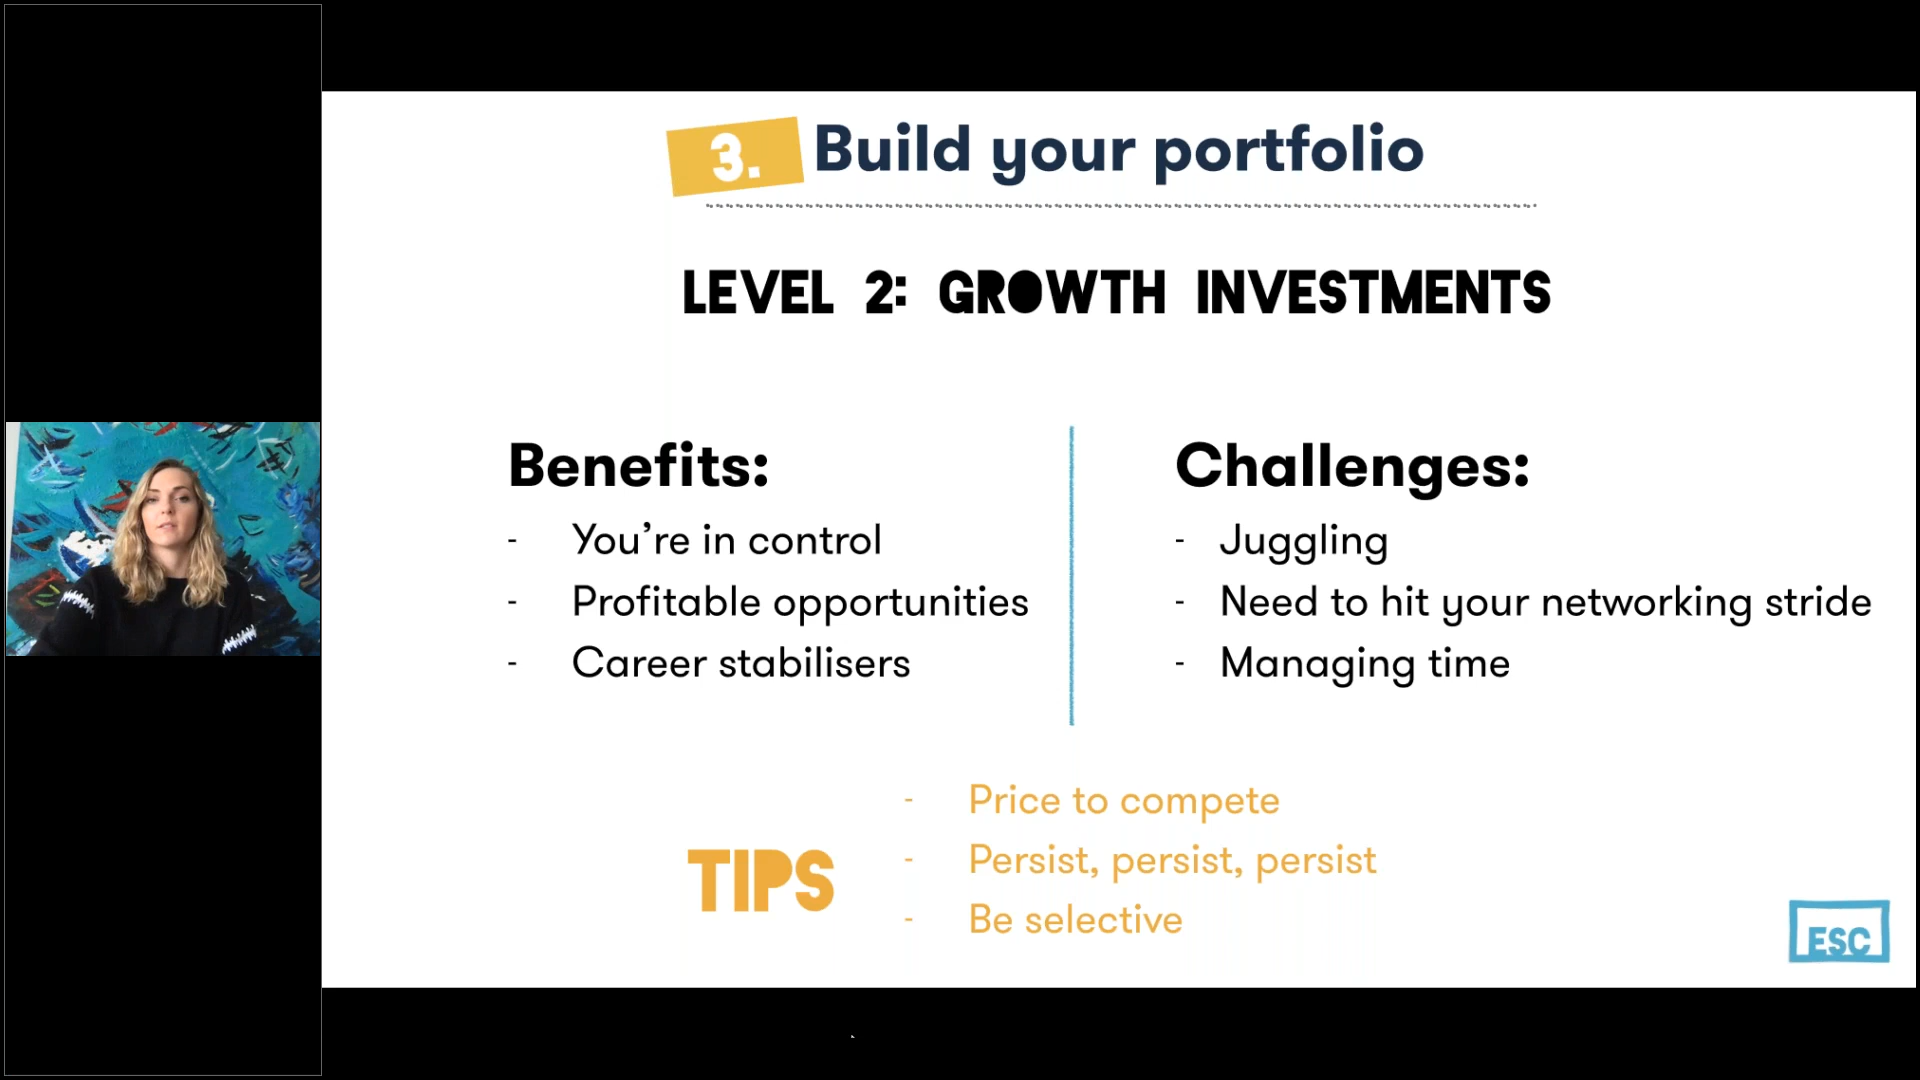 3. Build your portfolio
LEVEL 2: GROWTH INVESTMENTS
Benefits:
- You’re in control
- Profitable opportunities
- Career stabilisers
Challenges:
- Juggling
- Need to hit your networking stride
- Managing time
TIPS
- Price to compete
- Persist, persist, persist
- Be selective
ESC